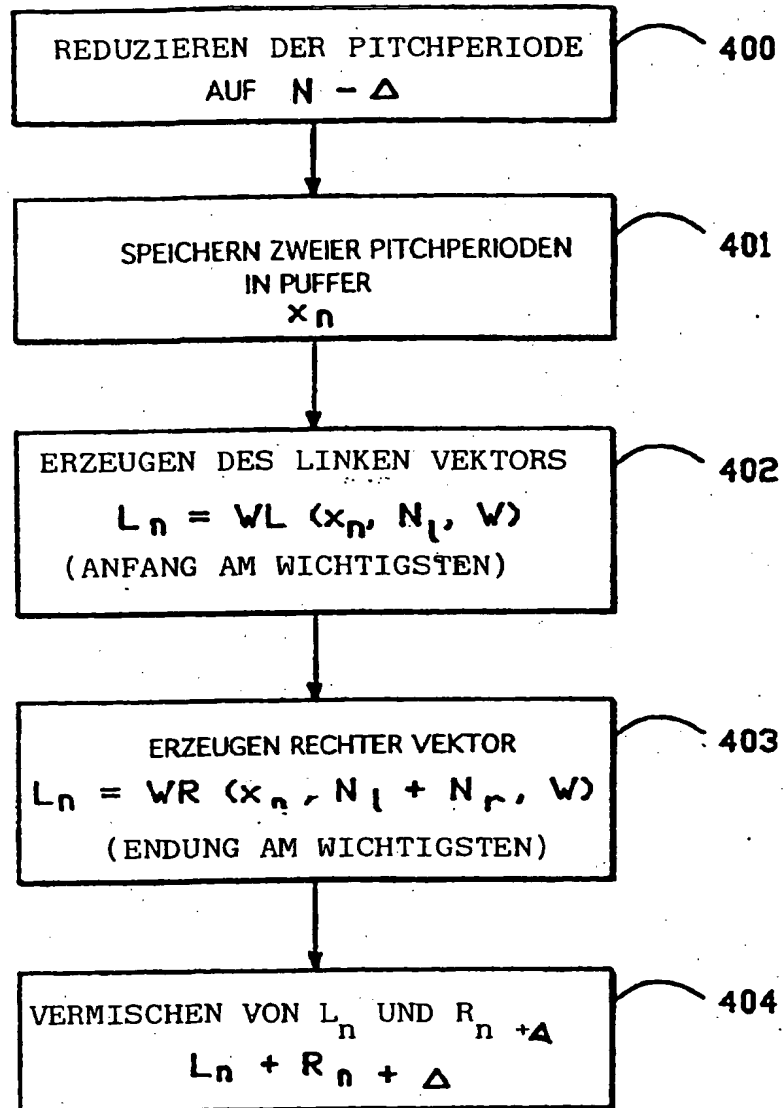 REDUZIEREN DER PITCHPERIODE
AUF N - Δ
400
SPEICHERN ZWEIER PITCHPERIODEN
IN PUFFER
xn
401
ERZEUGEN DES LINKEN VEKTORS
Ln = WL (xn, Nl, W)
(ANFANG AM WICHTIGSTEN)
402
ERZEUGEN RECHTER VEKTOR
Ln = WR (xn, Nl + Nr, W)
(ENDUNG AM WICHTIGSTEN)
403
VERMISCHEN VON Ln UND Rn +Δ
Ln + Rn + Δ
404